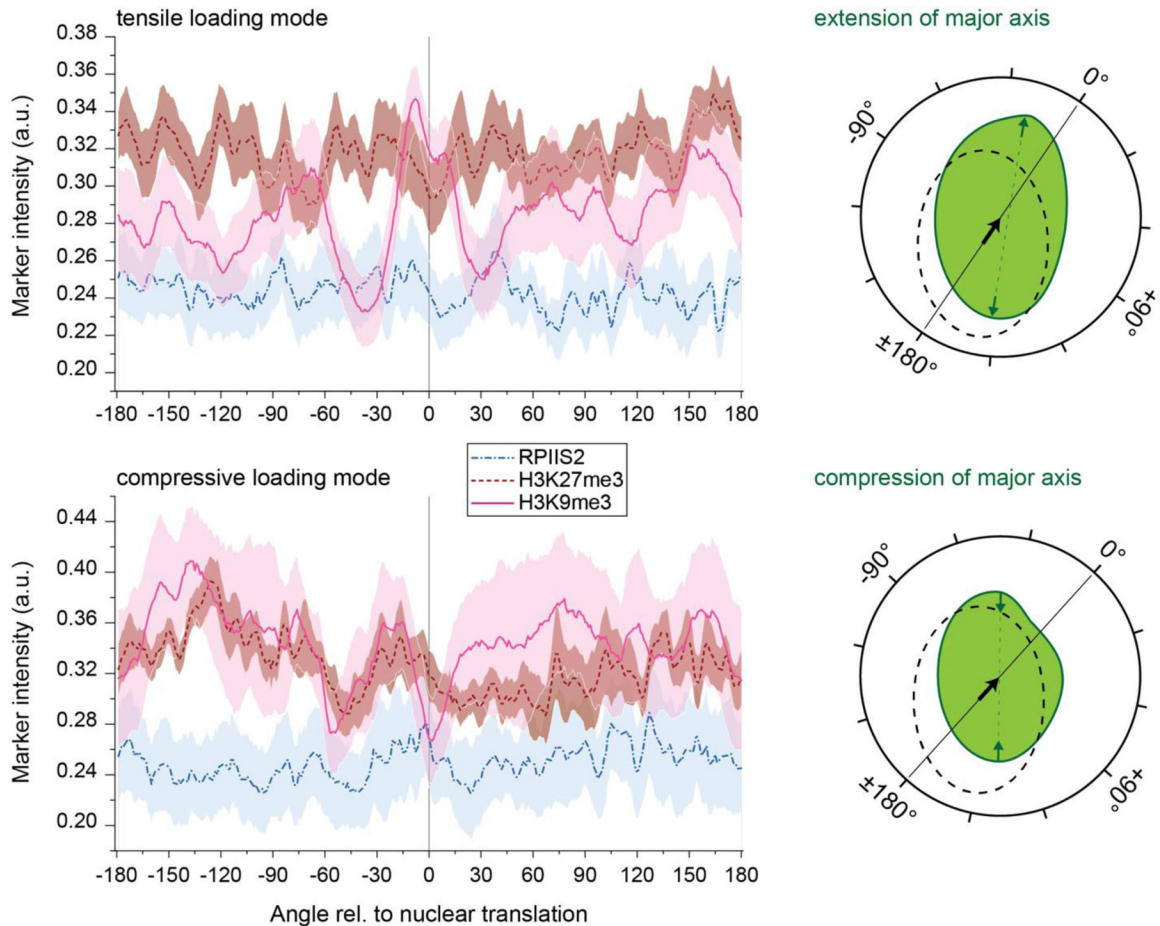 tensile loading mode
extension of major axis
Marker intensity (a.u.)
0.38
0.36
0.34
0.32
0.30
0.28
0.26
0.24
0.22
0.20
-180 -150 -120 -90 -60 -30 0 30 60 90 120 150 180
0°
-90°
+90°
±180°
RPIIS2
H3K27me3
H3K9me3
compressive loading mode
compression of major axis
Marker intensity (a.u.)
0.44
0.40
0.36
0.32
0.28
0.24
0.20
-180 -150 -120 -90 -60 -30 0 30 60 90 120 150 180
Angle rel. to nuclear translation
0°
-90°
+90°
±180°